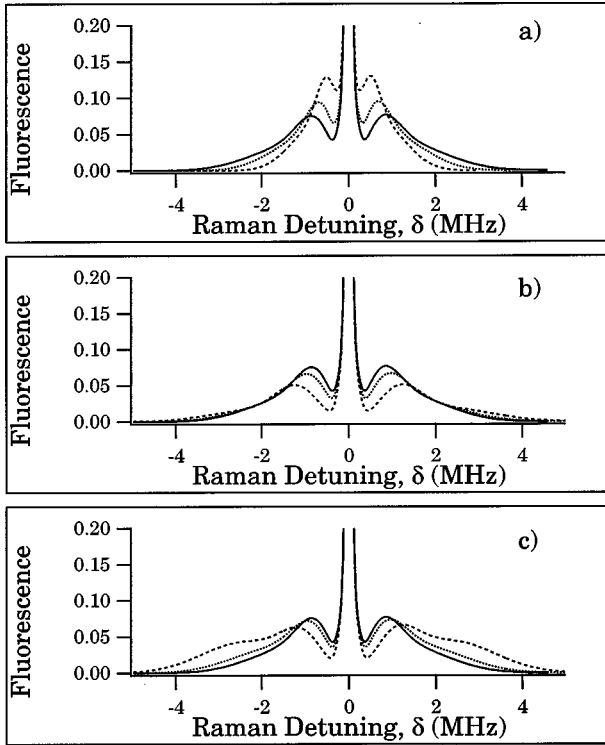 a)
0.20
0.15
0.10
0.05
0.00
Fluorescence
-4 -2 0 2 4
Raman Detuning, δ (MHz)
b)
0.20
0.15
0.10
0.05
0.00
Fluorescence
-4 -2 0 2 4
Raman Detuning, δ (MHz)
c)
0.20
0.15
0.10
0.05
0.00
Fluorescence
-4 -2 0 2 4
Raman Detuning, δ (MHz)